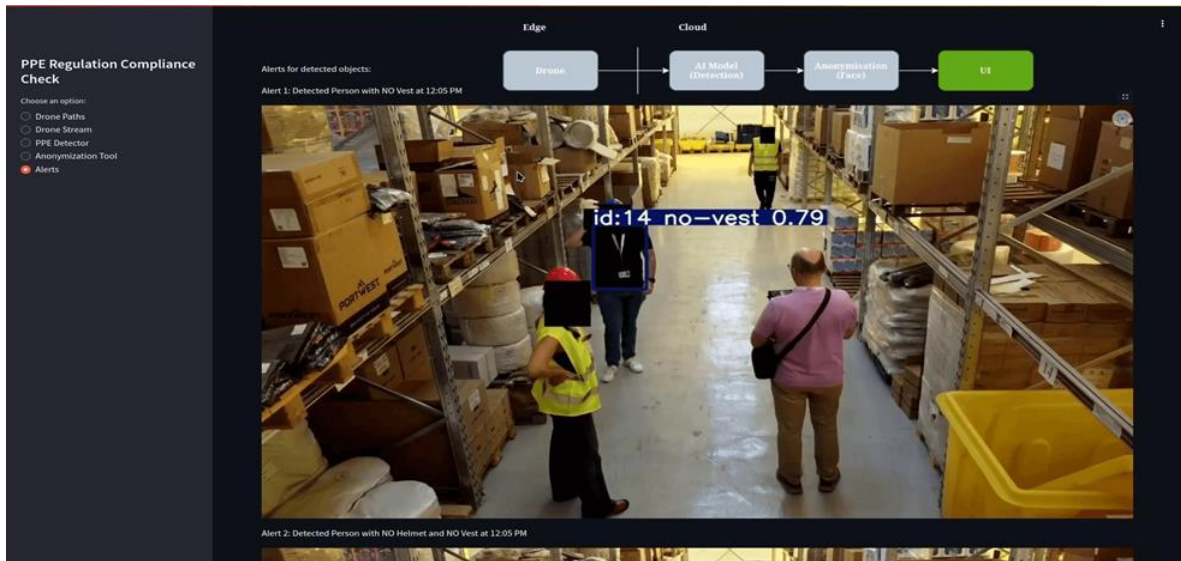 PPE Regulation Compliance
Check
Choose an option:
Drone Paths
Drone Stream
PPE Detector
Anonymization Tool
Alerts
Edge
Cloud
Drone
AI Model
(Detection)
Anonymisation
(Face)
UI
Alerts for detected objects:
Alert 1: Detected Person with NO Vest at 12:05 PM
id:14 no-vest 0.79
PORTWEST
Alert 2: Detected Person with NO Helmet and NO Vest at 12:05 PM